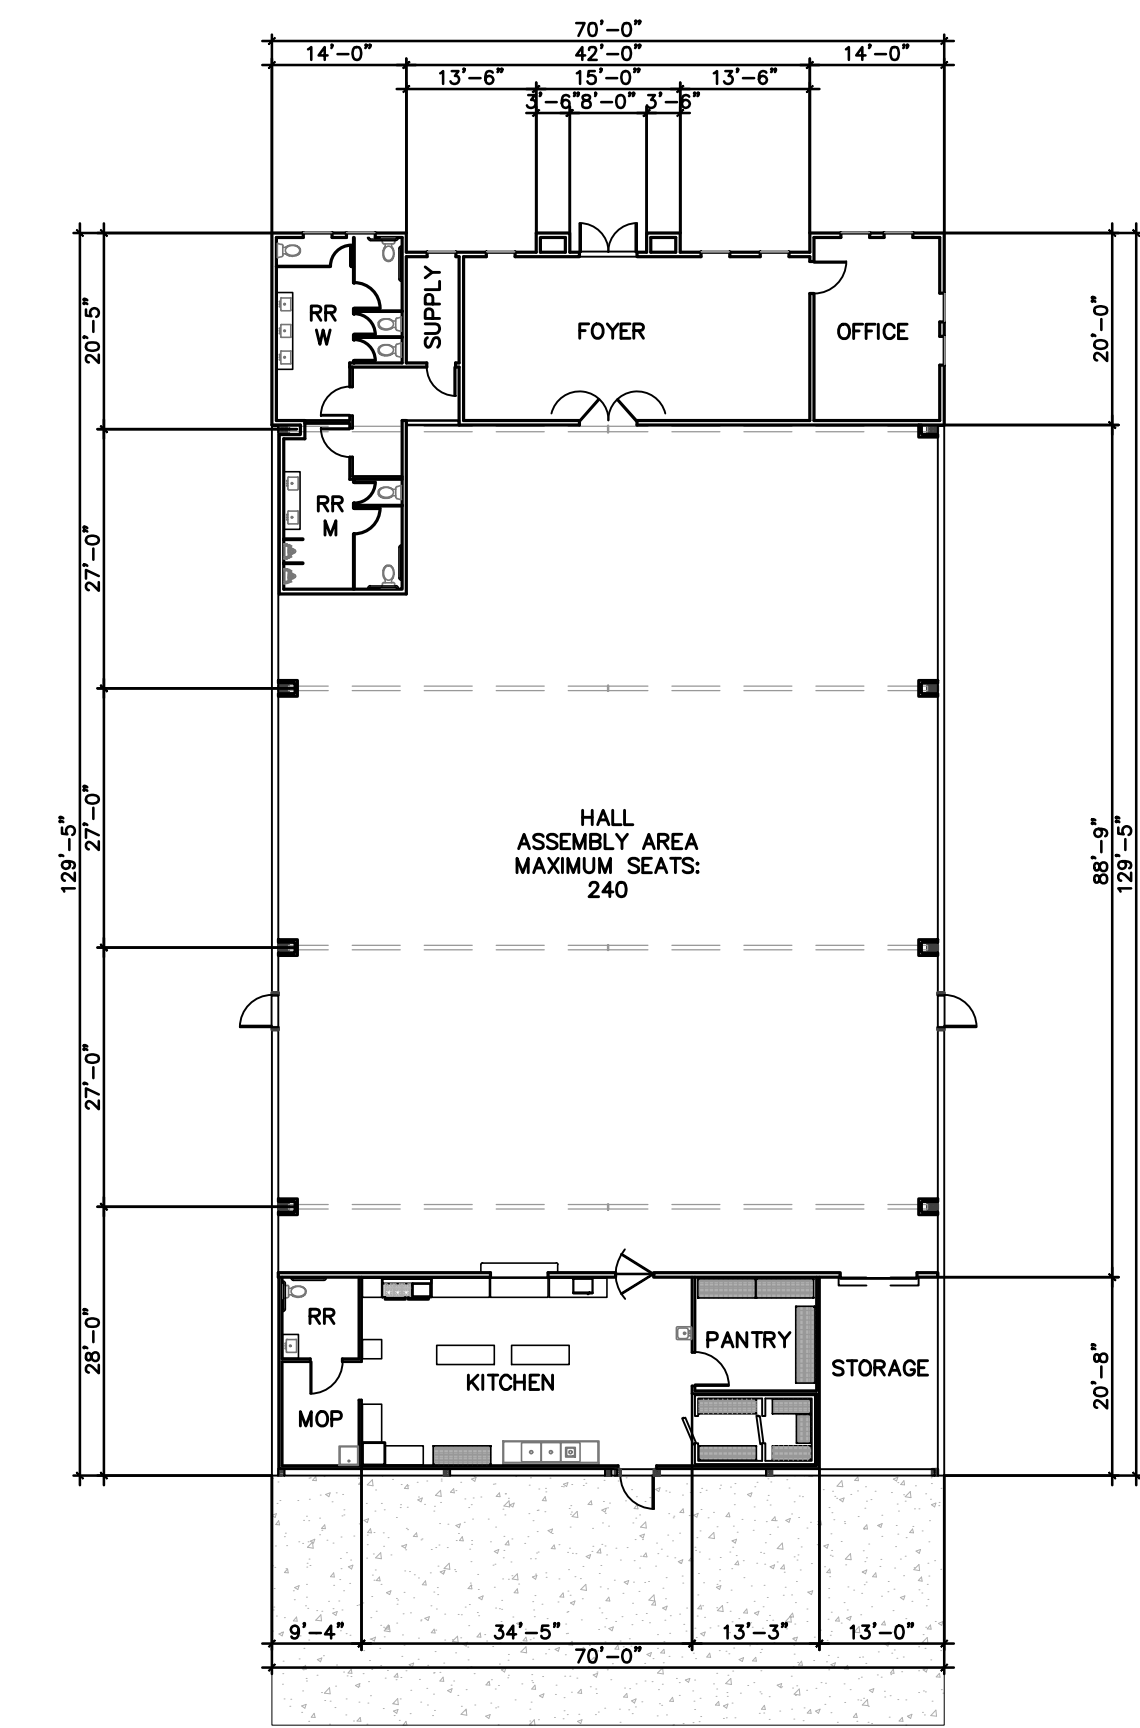 70'-0"
14'-0" 42'-0" 14'-0"
13'-6" 15'-0" 13'-6"
3'-6" 8'-0" 3'-6"
20'-5"
RR
W
SUPPLY
FOYER
OFFICE
20'-0"
27'-0"
RR
M
27'-0"
129'-5"
HALL
ASSEMBLY AREA
MAXIMUM SEATS:
240
88'-9"
129'-5"
27'-0"
28'-0"
RR
KITCHEN
PANTRY
STORAGE
MOP
20'-8"
9'-4" 34'-5" 13'-3" 13'-0"
70'-0"